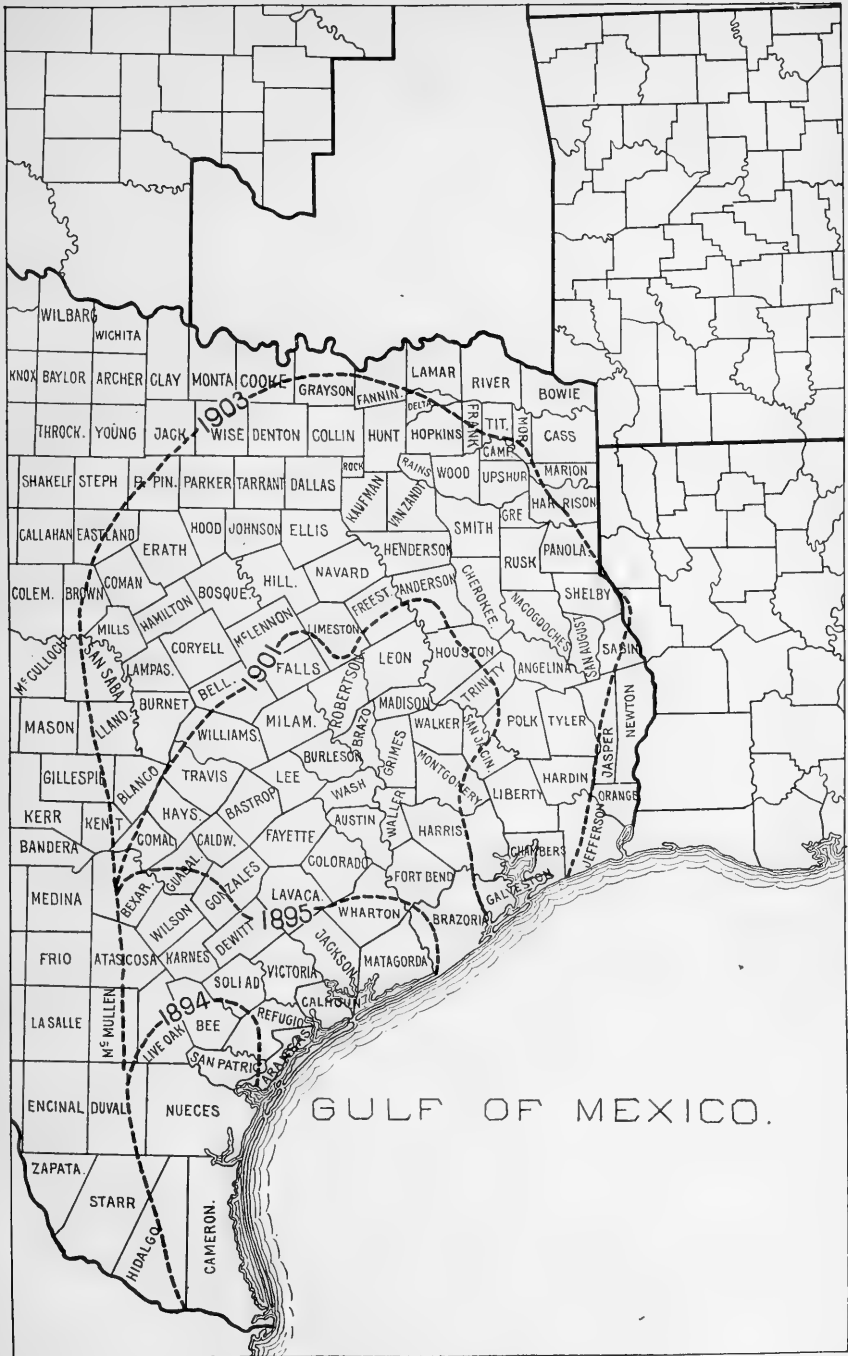 WILBARG
WICHITA
KNOX BAYLOR ARCHER CLAY MONTA COOKE GRAYSON FANNIN. LAMAR RIVER BOWIE
1903
DELTA
THROCK. YOUNG JACK WISE DENTON COLLIN HUNT HOPKINS FRANK TIT. MOR CASS
CAMP
ROCK RAINS WOOD UPSHUR MARION
SHAKELF STEPH P. PIN. PARKER TARRANT DALLAS KAUFMAN VAN ZANDT GRE HARRISON
CALLAHAN EASTLAND ERATH HOOD JOHNSON ELLIS SMITH
HENDERSON RUSK PANOLA
COLEM. BROWN COMAN BOSQUE HILL. NAVARD FREEST. ANDERSON CHEROKEE NACOGDOCHES SHELBY
MILLS HAMILTON McLENNON LIMESTON SAN AUGUST
McCULLOCH SAN SABA LAMPAS. CORYELL 1901 FALLS LEON HOUSTON ANGELINA SABIN
BELL. ROBERTSON TRINITY
MASON LLANO BURNET MILAM. BRAZO MADISON WALKER SAN JACIN POLK TYLER JASPER NEWTON
WILLIAMS.
GILLESPIE BLANCO TRAVIS LEE BURLESON GRIMES MONTGOMERY LIBERTY HARDIN
BASTROP WASH ORANGE
KERR KENT HAYS. WALLER AUSTIN HARRIS JEFFERSON
BANDERA COMAL CALDW. FAYETTE CHAMBERS
COLORADO
MEDINA BEXAR. GUADAL. GONZALES LAVACA. FORT BEND GALVESTON
WILSON 1895 WHARTON BRAZORIA
FRIO ATASCOSA KARNES DEWITT JACKSON MATAGORDA
SOLIAD VICTORIA
LA SALLE Mc MULLEN 1894 CALHOUN
LIVE OAK BEE REFUGIO
SAN PATRIC ARANSAS
ENCINAL DUVAL NUECES
GULF OF MEXICO.
ZAPATA.
STARR
HIDALGO CAMERON.